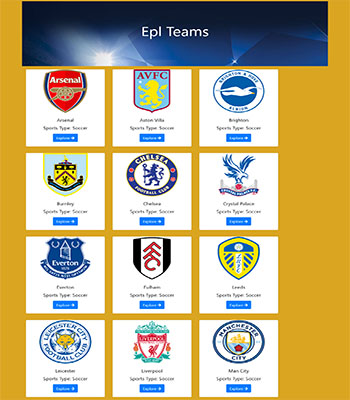 Epl Teams
Arsenal
AVFC
BRIGHTON & HOVE
ALBION
Arsenal
Aston Villa
Brighton
Sports Type: Soccer
Sports Type: Soccer
Sports Type: Soccer
Explore →
Explore →
Explore →
CHELSEA
FOOTBALL CLUB
Burnley
Chelsea
Crystal Palace
Sports Type: Soccer
Sports Type: Soccer
Sports Type: Soccer
Explore →
Explore →
Explore →
Everton
1878
FFC
Everton
Fulham
Leeds
Sports Type: Soccer
Sports Type: Soccer
Sports Type: Soccer
Explore →
Explore →
Explore →
LEICESTER CITY
FOOTBALL CLUB
LIVERPOOL
MANCHESTER
CITY
Leicester
Liverpool
Man City
Sports Type: Soccer
Sports Type: Soccer
Sports Type: Soccer
Explore →
Explore →
Explore →